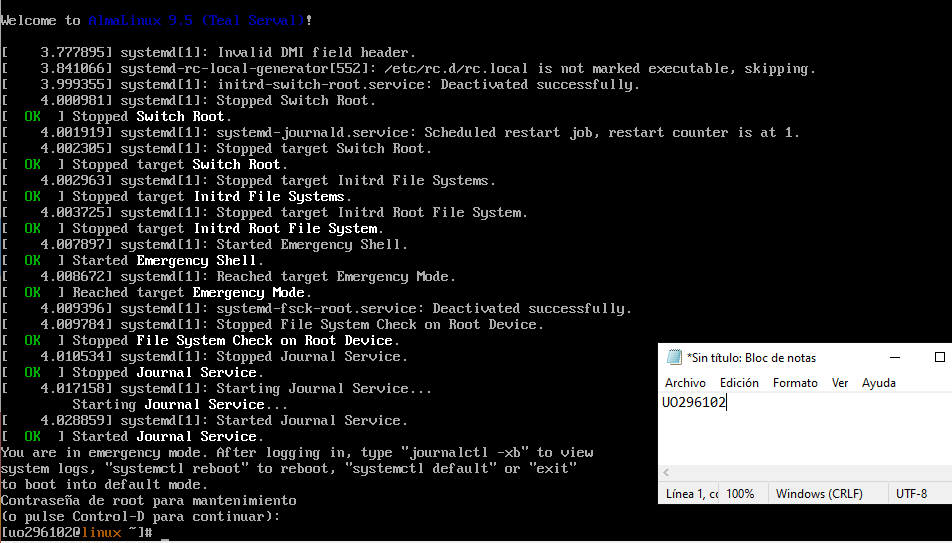 Welcome to AlmaLinux 9.5 (Teal Serval)!
[    3.777895] systemd[1]: Invalid DMI field header.
[    3.841066] systemd-rc-local-generator[552]: /etc/rc.d/rc.local is not marked executable, skipping.
[    3.999355] systemd[1]: initrd-switch-root.service: Deactivated successfully.
[    4.000981] systemd[1]: Stopped Switch Root.
[  OK  ] Stopped Switch Root.
[    4.001919] systemd[1]: systemd-journald.service: Scheduled restart job, restart counter is at 1.
[    4.002305] systemd[1]: Stopped target Switch Root.
[  OK  ] Stopped target Switch Root.
[    4.002963] systemd[1]: Stopped target Initrd File Systems.
[  OK  ] Stopped target Initrd File Systems.
[    4.003725] systemd[1]: Stopped target Initrd Root File System.
[  OK  ] Stopped target Initrd Root File System.
[    4.007897] systemd[1]: Started Emergency Shell.
[  OK  ] Started Emergency Shell.
[    4.008672] systemd[1]: Reached target Emergency Mode.
[  OK  ] Reached target Emergency Mode.
[    4.009396] systemd[1]: systemd-fsck-root.service: Deactivated successfully.
[    4.009784] systemd[1]: Stopped File System Check on Root Device.
[  OK  ] Stopped File System Check on Root Device.
[    4.010534] systemd[1]: Stopped Journal Service.
[  OK  ] Stopped Journal Service.
[    4.017158] systemd[1]: Starting Journal Service...
         Starting Journal Service...
[    4.028859] systemd[1]: Started Journal Service.
[  OK  ] Started Journal Service.
You are in emergency mode. After logging in, type "journalctl -xb" to view
system logs, "systemctl reboot" to reboot, "systemctl default" or "exit"
to boot into default mode.
Contraseña de root para mantenimiento
(o pulse Control-D para continuar):
[uo296102@linux ~]# _
*Sin título: Bloc de notas
Archivo Edición Formato Ver Ayuda
UO296102
Línea 1, co 100% Windows (CRLF) UTF-8